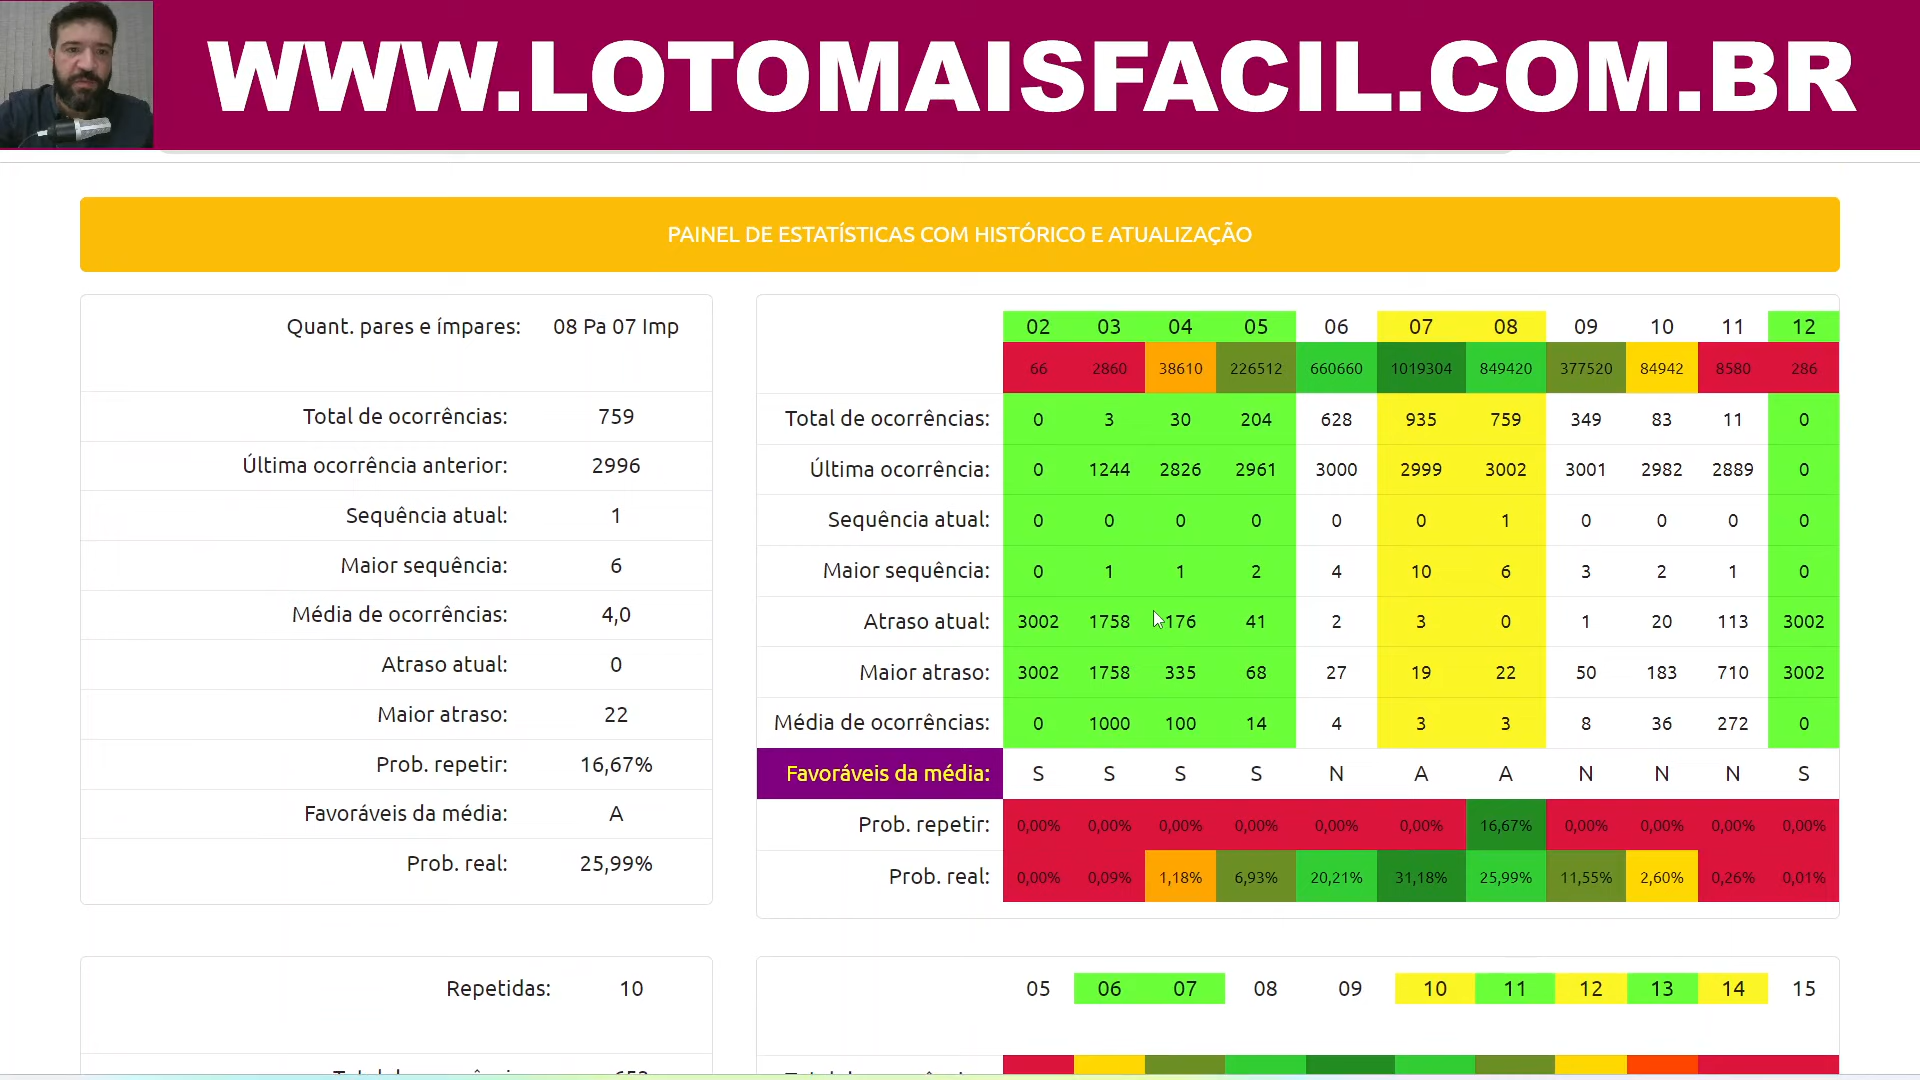 WWW.LOTOMAISFACIL.COM.BR
PAINEL DE ESTATÍSTICAS COM HISTÓRICO E ATUALIZAÇÃO
Quant. pares e ímpares: 08 Pa 07 Imp
Total de ocorrências: 759
Última ocorrência anterior: 2996
Sequência atual: 1
Maior sequência: 6
Média de ocorrências: 4,0
Atraso atual: 0
Maior atraso: 22
Prob. repetir: 16,67%
Favoráveis da média: A
Prob. real: 25,99%
02 03 04 05 06 07 08 09 10 11 12
66 2860 38610 226512 660660 1019304 849420 377520 84942 8580 286
Total de ocorrências: 0 3 30 204 628 935 759 349 83 11 0
Última ocorrência: 0 1244 2826 2961 3000 2999 3002 3001 2982 2889 0
Sequência atual: 0 0 0 0 0 0 1 0 0 0 0
Maior sequência: 0 1 1 2 4 10 6 3 2 1 0
Atraso atual: 3002 1758 176 41 2 3 0 1 20 113 3002
Maior atraso: 3002 1758 335 68 27 19 22 50 183 710 3002
Média de ocorrências: 0 1000 100 14 4 3 3 8 36 272 0
Favoráveis da média: S S S S N A A N N N S
Prob. repetir: 0,00% 0,00% 0,00% 0,00% 0,00% 0,00% 16,67% 0,00% 0,00% 0,00% 0,00%
Prob. real: 0,00% 0,09% 1,18% 6,93% 20,21% 31,18% 25,99% 11,55% 2,60% 0,26% 0,01%
Repetidas: 10
05 06 07 08 09 10 11 12 13 14 15